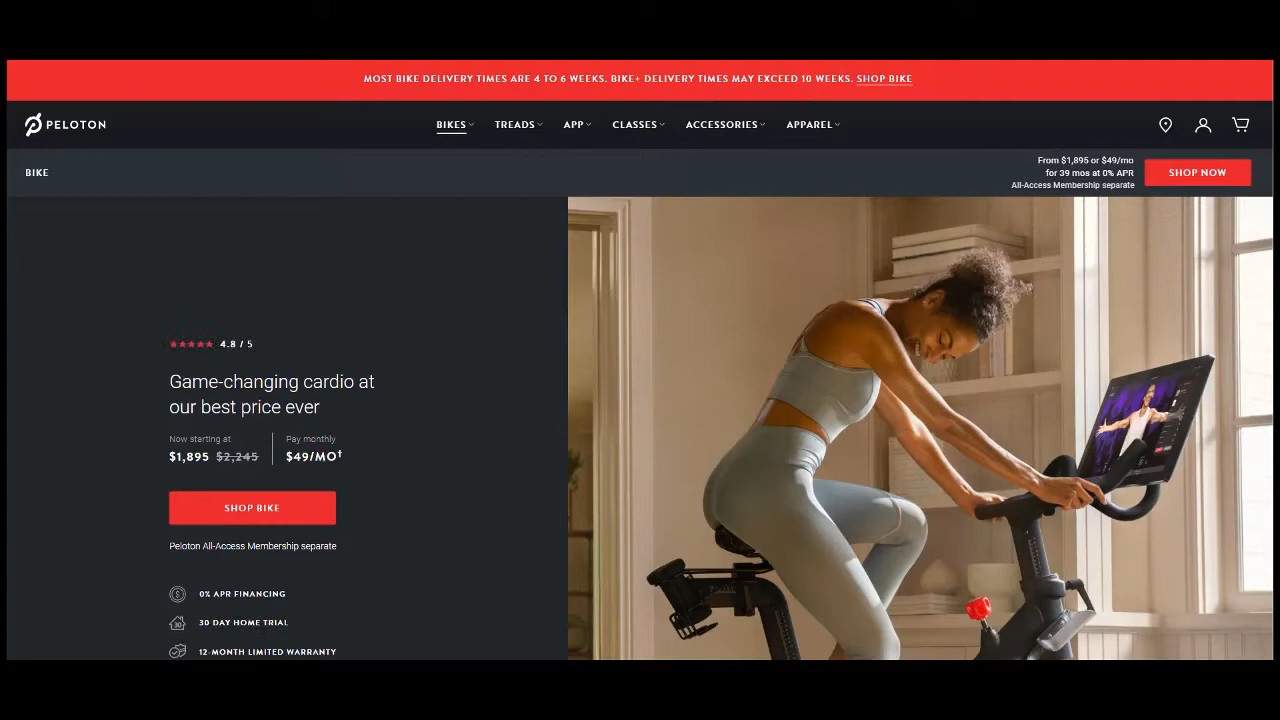 MOST BIKE DELIVERY TIMES ARE 4 TO 6 WEEKS. BIKE+ DELIVERY TIMES MAY EXCEED 10 WEEKS. SHOP BIKE
PELOTON BIKES TREADS APP CLASSES ACCESSORIES APPAREL
BIKE
From $1,895 or $49/mo
for 39 mos at 0% APR
All-Access Membership separate
SHOP NOW
4.8 / 5
Game-changing cardio at
our best price ever
Now starting at
$1,895 $2,245
Pay monthly
$49/MO†
SHOP BIKE
Peloton All-Access Membership separate
0% APR FINANCING
30 DAY HOME TRIAL
12-MONTH LIMITED WARRANTY